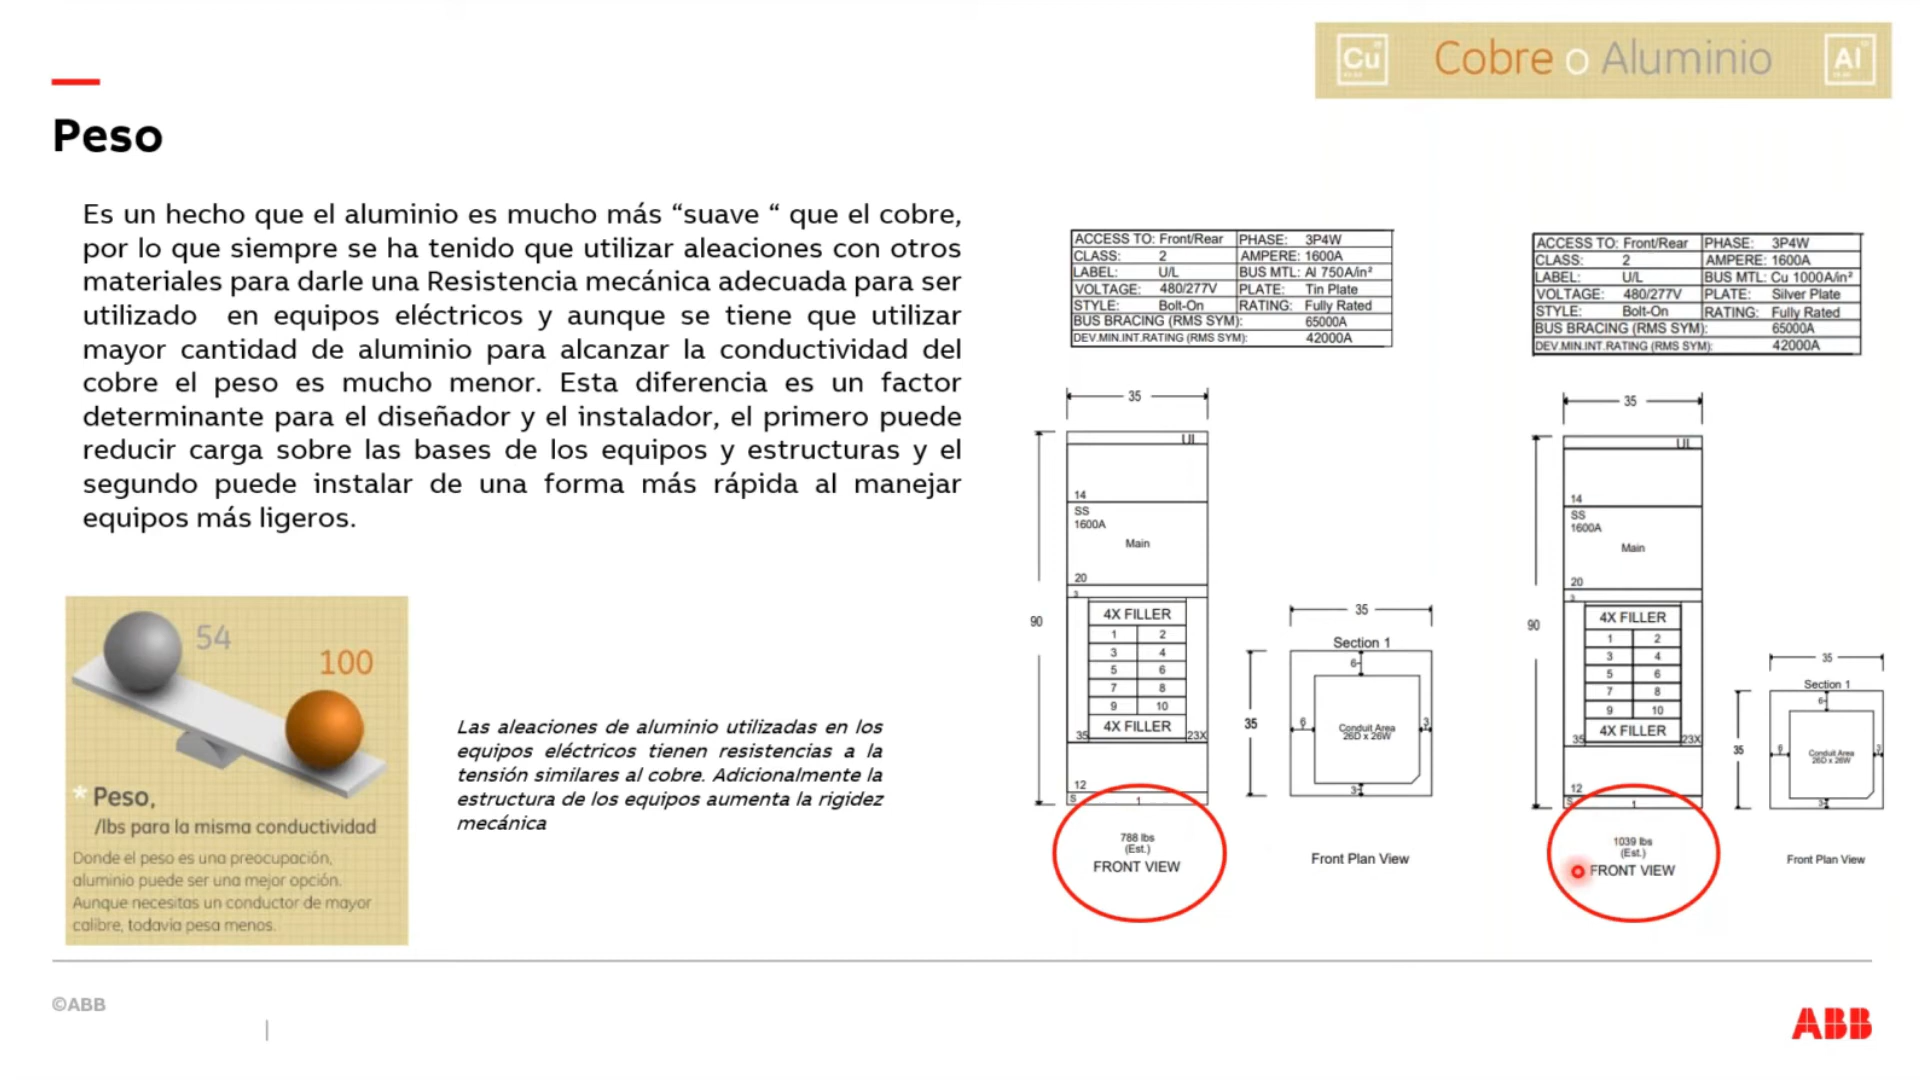 Cu Cobre o Aluminio Al
Peso
Es un hecho que el aluminio es mucho más “suave “ que el cobre,
por lo que siempre se ha tenido que utilizar aleaciones con otros
materiales para darle una Resistencia mecánica adecuada para ser
utilizado en equipos eléctricos y aunque se tiene que utilizar
mayor cantidad de aluminio para alcanzar la conductividad del
cobre el peso es mucho menor. Esta diferencia es un factor
determinante para el diseñador y el instalador, el primero puede
reducir carga sobre las bases de los equipos y estructuras y el
segundo puede instalar de una forma más rápida al manejar
equipos más ligeros.
54
100
* Peso,
/lbs para la misma conductividad
Donde el peso es una preocupación,
aluminio puede ser una mejor opción.
Aunque necesitas un conductor de mayor
calibre, todavía pesa menos.
Las aleaciones de aluminio utilizadas en los
equipos eléctricos tienen resistencias a la
tensión similares al cobre. Adicionalmente la
estructura de los equipos aumenta la rigidez
mecánica
ACCESS TO: Front/Rear PHASE: 3P4W
CLASS: 2 AMPERE: 1600A
LABEL: U/L BUS MTL: Al 750A/in²
VOLTAGE: 480/277V PLATE: Tin Plate
STYLE: Bolt-On RATING: Fully Rated
BUS BRACING (RMS SYM): 65000A
DEV.MIN.INT.RATING (RMS SYM): 42000A
35
UL
14
SS
1600A
Main
20
3
90
4X FILLER
1 2
3 4
5 6
7 8
9 10
4X FILLER
35 23X
12
S 1
788 lbs
(Est.)
FRONT VIEW
35
Section 1
6
35
6 Conduit Area 3
26D x 26W
3
Front Plan View
ACCESS TO: Front/Rear PHASE: 3P4W
CLASS: 2 AMPERE: 1600A
LABEL: U/L BUS MTL: Cu 1000A/in²
VOLTAGE: 480/277V PLATE: Silver Plate
STYLE: Bolt-On RATING: Fully Rated
BUS BRACING (RMS SYM): 65000A
DEV.MIN.INT.RATING (RMS SYM): 42000A
35
UL
14
SS
1600A
Main
20
3
90
4X FILLER
1 2
3 4
5 6
7 8
9 10
4X FILLER
35 23X
12
S 1
1039 lbs
(Est.)
FRONT VIEW
35
Section 1
6
35
6 Conduit Area 3
26D x 26W
3
Front Plan View
©ABB
ABB